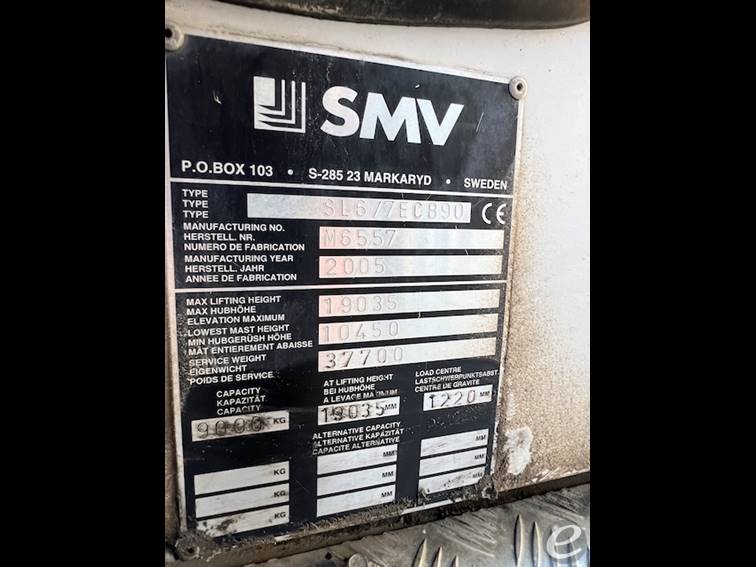 SMV
P.O.BOX 103 • S-285 23 MARKARYD • SWEDEN
TYPE
TYPE
TYPE
SL6/7ECB90 CE
MANUFACTURING NO.
HERSTELL. NR.
NUMERO DE FABRICATION
M6557
MANUFACTURING YEAR
HERSTELL. JAHR
ANNEE DE FABRICATION
2005
MAX LIFTING HEIGHT
MAX HUBHÖHE
ELEVATION MAXIMUM
19035
LOWEST MAST HEIGHT
MIN HUBGERÜSH HÖHE
MÂT ENTIEREMENT ABAISSE
10450
SERVICE WEIGHT
EIGENWICHT
POIDS DE SERVICE
37700
CAPACITY
KAPAZITÄT
CAPACITY
9000 KG
AT LIFTING HEIGHT
BEI HUBHÖHE
A LEVAGE MAXIMUM
19035 MM
LOAD CENTRE
LASTSCHWERPUNKTSABST.
CENTRE DE GRAVITE
1220 MM
ALTERNATIVE CAPACITY
ALTERNATIVE KAPAZITÄT
CAPACITE ALTERNATIVE
MM
KG MM MM
KG MM MM
KG MM
e